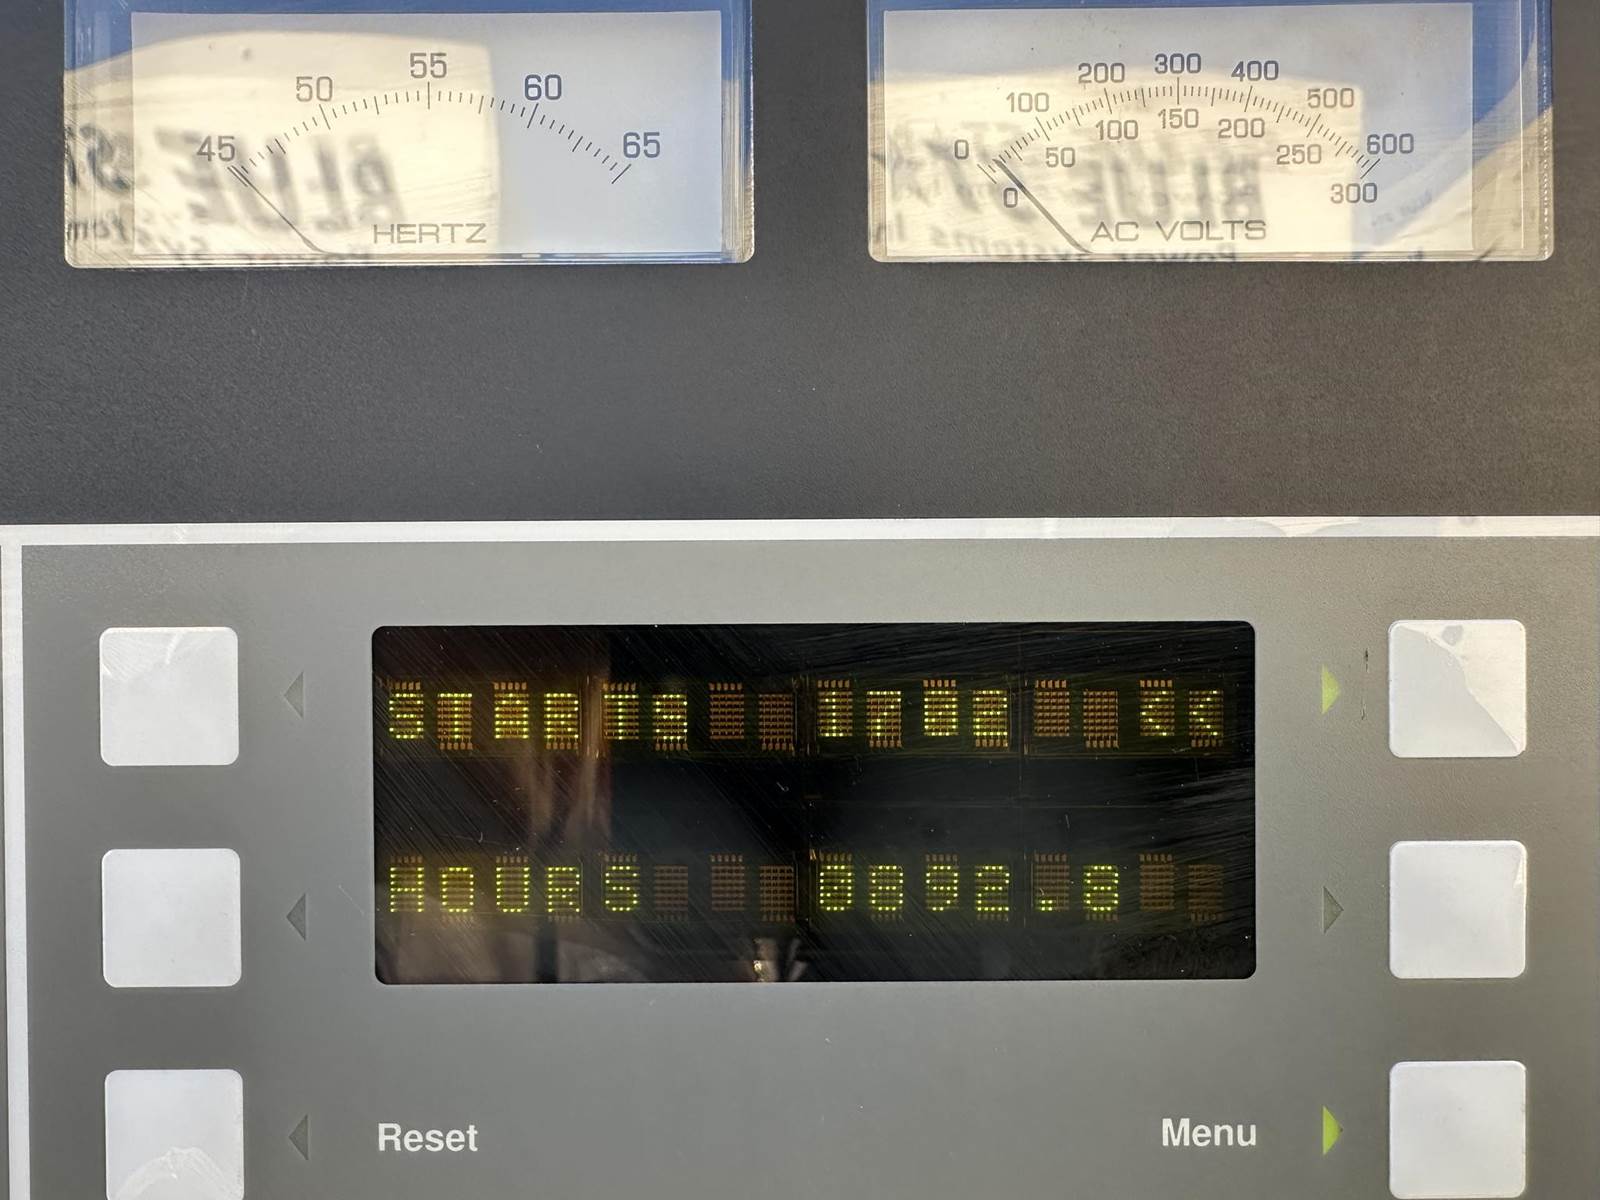 45 50 55 60 65
HERTZ
0 100 200 300 400 500 600
0 50 100 150 200 250 300
AC VOLTS
STARTS 1702 <<
HOURS 0892.8
Reset
Menu